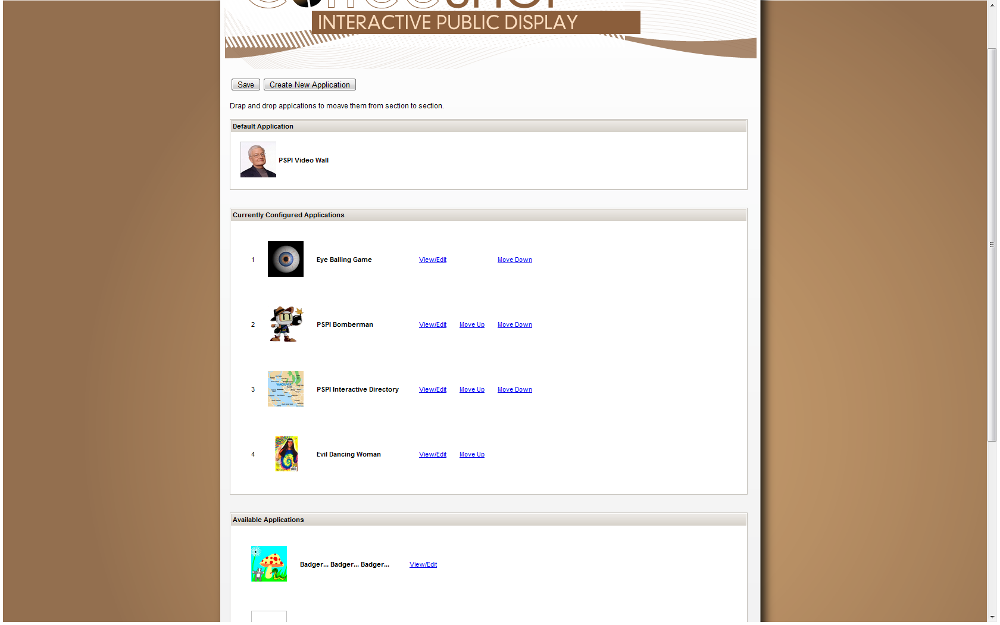 INTERACTIVE PUBLIC DISPLAY
Save Create New Application
Drap and drop applcations to moave them from section to section.
Default Application
PSPI Video Wall
Currently Configured Applications
1 Eye Balling Game View/Edit Move Down
2 PSPI Bomberman View/Edit Move Up Move Down
3 PSPI Interactive Directory View/Edit Move Up Move Down
VANCOUVER
4 Evil Dancing Woman View/Edit Move Up
Available Applications
Badger... Badger... Badger... View/Edit